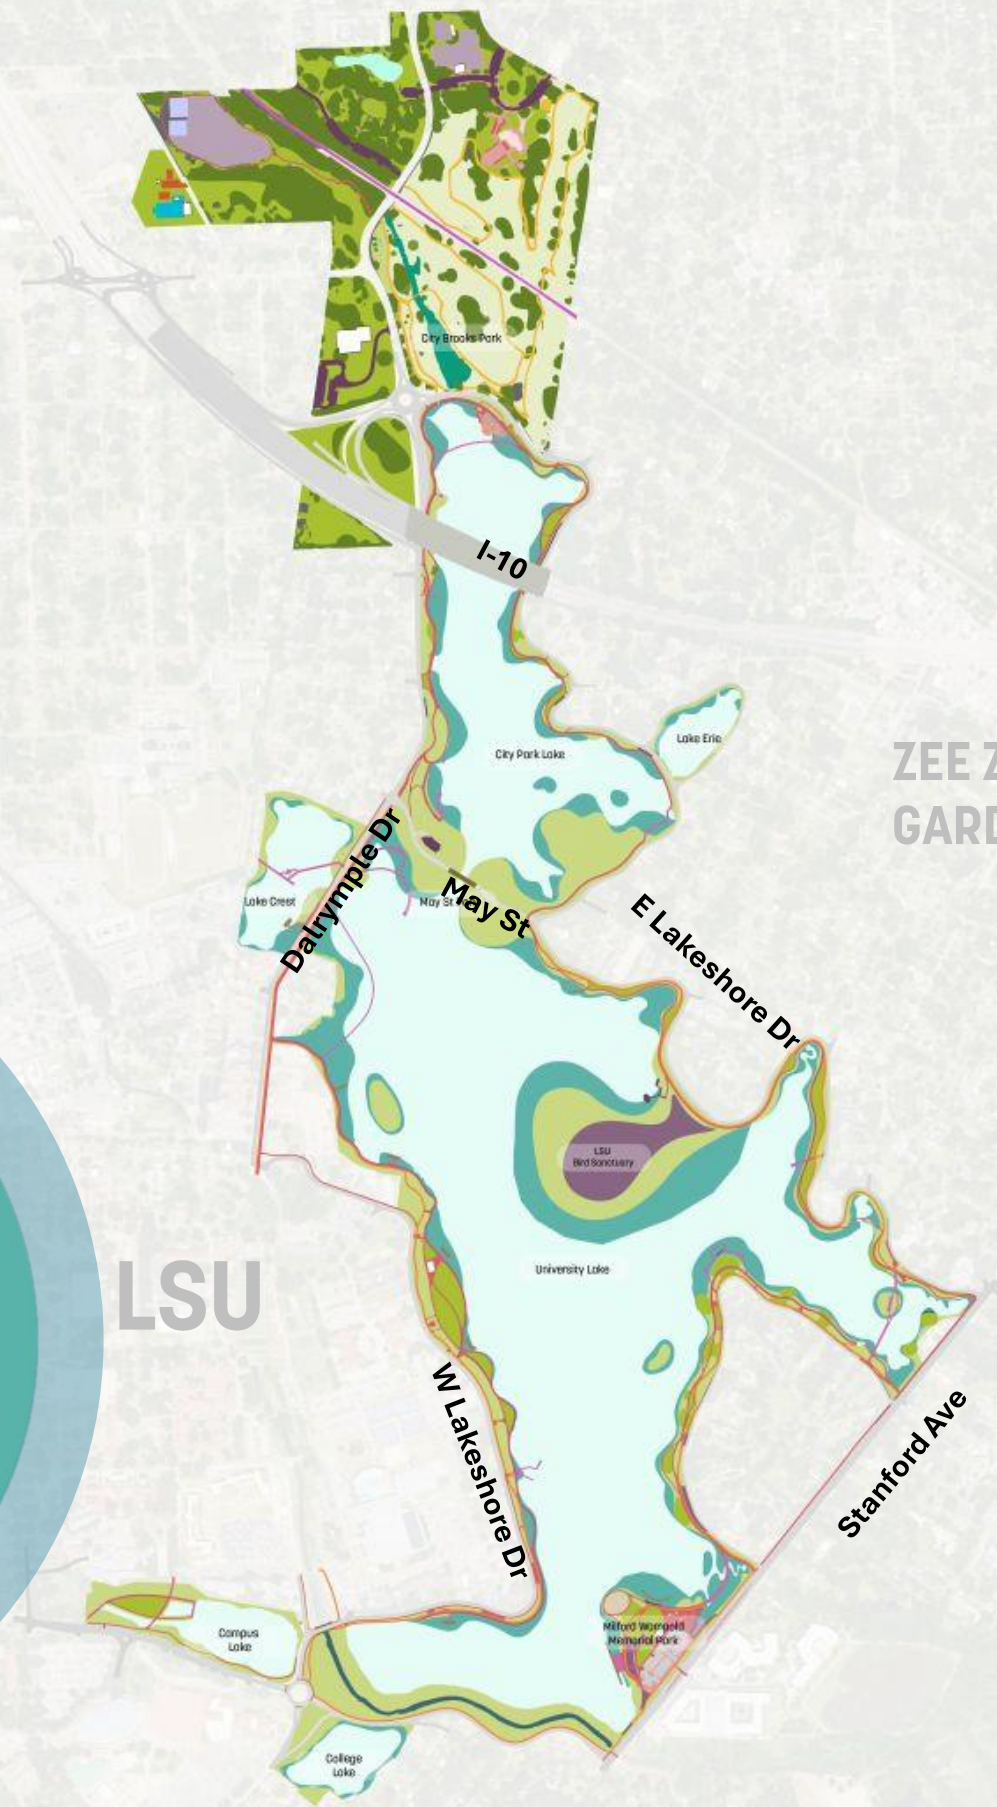 City Brooks Park
I-10
Lake Erie
City Park Lake
ZEE Z
GARD
Dalrymple Dr
Lake Crest
May St
May St
E Lakeshore Dr
LSU
Bird Sanctuary
University Lake
LSU
W Lakeshore Dr
Stanford Ave
Campus
Lake
Milford Wampold
Memorial Park
College
Lake